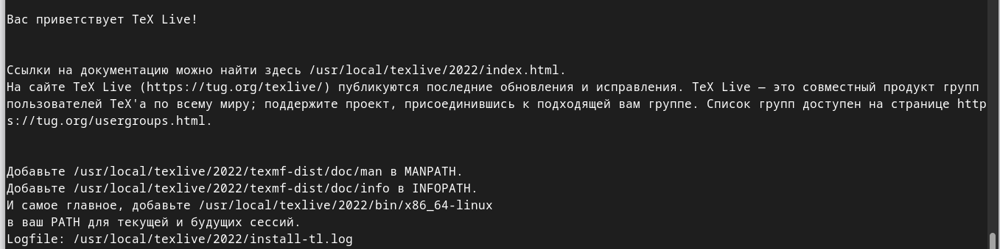 Вас приветствует TeX Live!
Ссылки на документацию можно найти здесь /usr/local/texlive/2022/index.html.
На сайте TeX Live (https://tug.org/texlive/) публикуются последние обновления и исправления. TeX Live — это совместный продукт групп
пользователей TeX'а по всему миру; поддержите проект, присоединившись к подходящей вам группе. Список групп доступен на странице http
s://tug.org/usergroups.html.
Добавьте /usr/local/texlive/2022/texmf-dist/doc/man в MANPATH.
Добавьте /usr/local/texlive/2022/texmf-dist/doc/info в INFOPATH.
И самое главное, добавьте /usr/local/texlive/2022/bin/x86_64-linux
в ваш PATH для текущей и будущих сессий.
Logfile: /usr/local/texlive/2022/install-tl.log